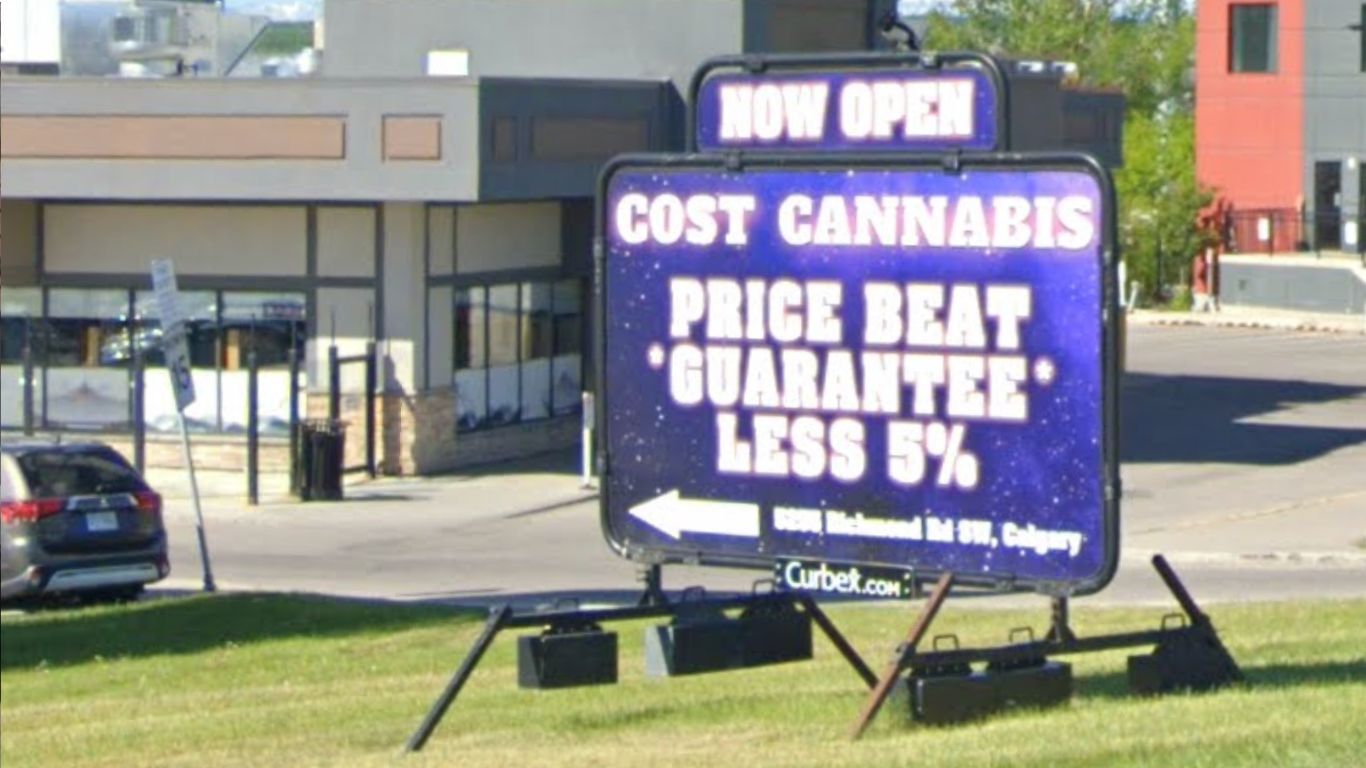 NOW OPEN
COST CANNABIS
PRICE BEAT
*GUARANTEE*
LESS 5%
Richmond Rd SW, Calgary
Curbex.COM